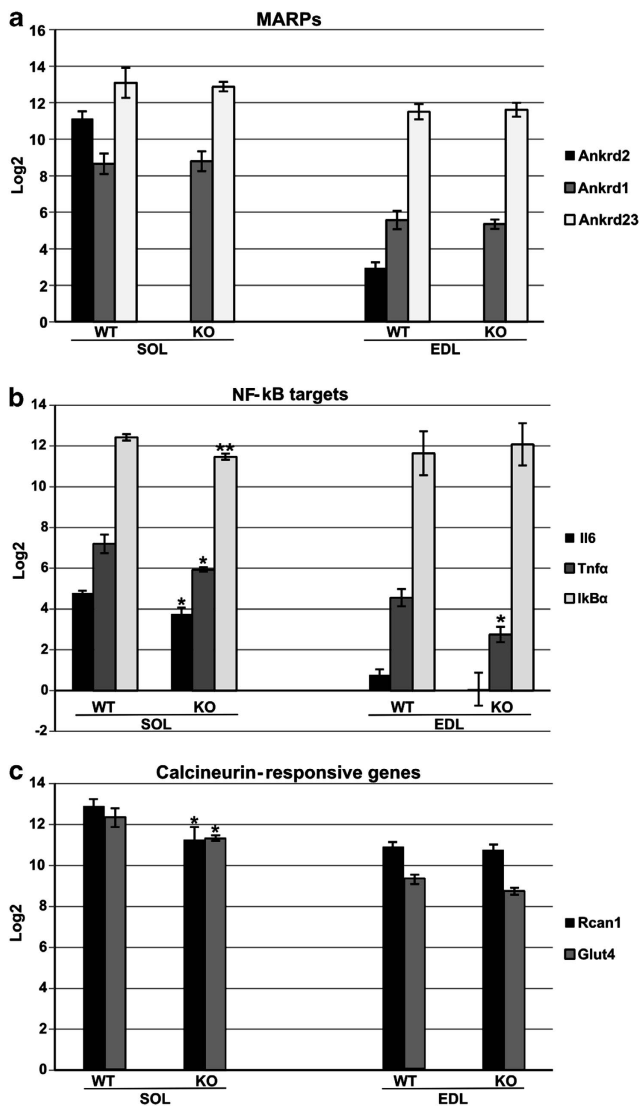 a
MARPs
16
14
12
10
8
6
4
2
0
Log2
WT
KO
WT
KO
SOL
EDL
Ankrd2
Ankrd1
Ankrd23
b
NF-kB targets
14
12
10
8
6
4
2
0
-2
Log2
*
*
**
*
WT
KO
WT
KO
SOL
EDL
Il6
Tnfα
IkBα
c
Calcineurin-responsive genes
14
12
10
8
6
4
2
0
Log2
*
*
WT
KO
WT
KO
SOL
EDL
Rcan1
Glut4